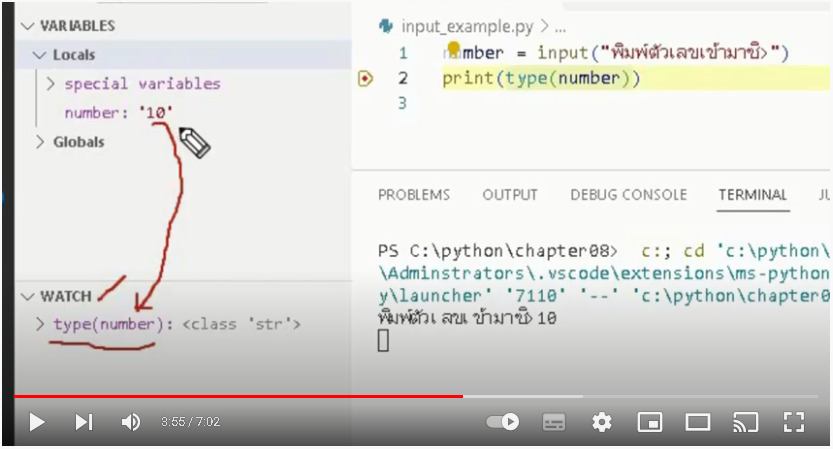 VARIABLES
Locals
special variables
number: '10'
Globals
WATCH
type(number): <class 'str'>
input_example.py > ...
1 number = input("พิมพ์ตัวเลขเข้ามาซิ>")
2 print(type(number))
3
PROBLEMS OUTPUT DEBUG CONSOLE TERMINAL JU
PS C:\python\chapter08> c:; cd 'c:\python\
\Adminstrators\.vscode\extensions\ms-python
y\launcher' '7110' '--' 'c:\python\chapter0
พิมพ์ตัวเลขเข้ามาซิ>10
3:55 / 7:02